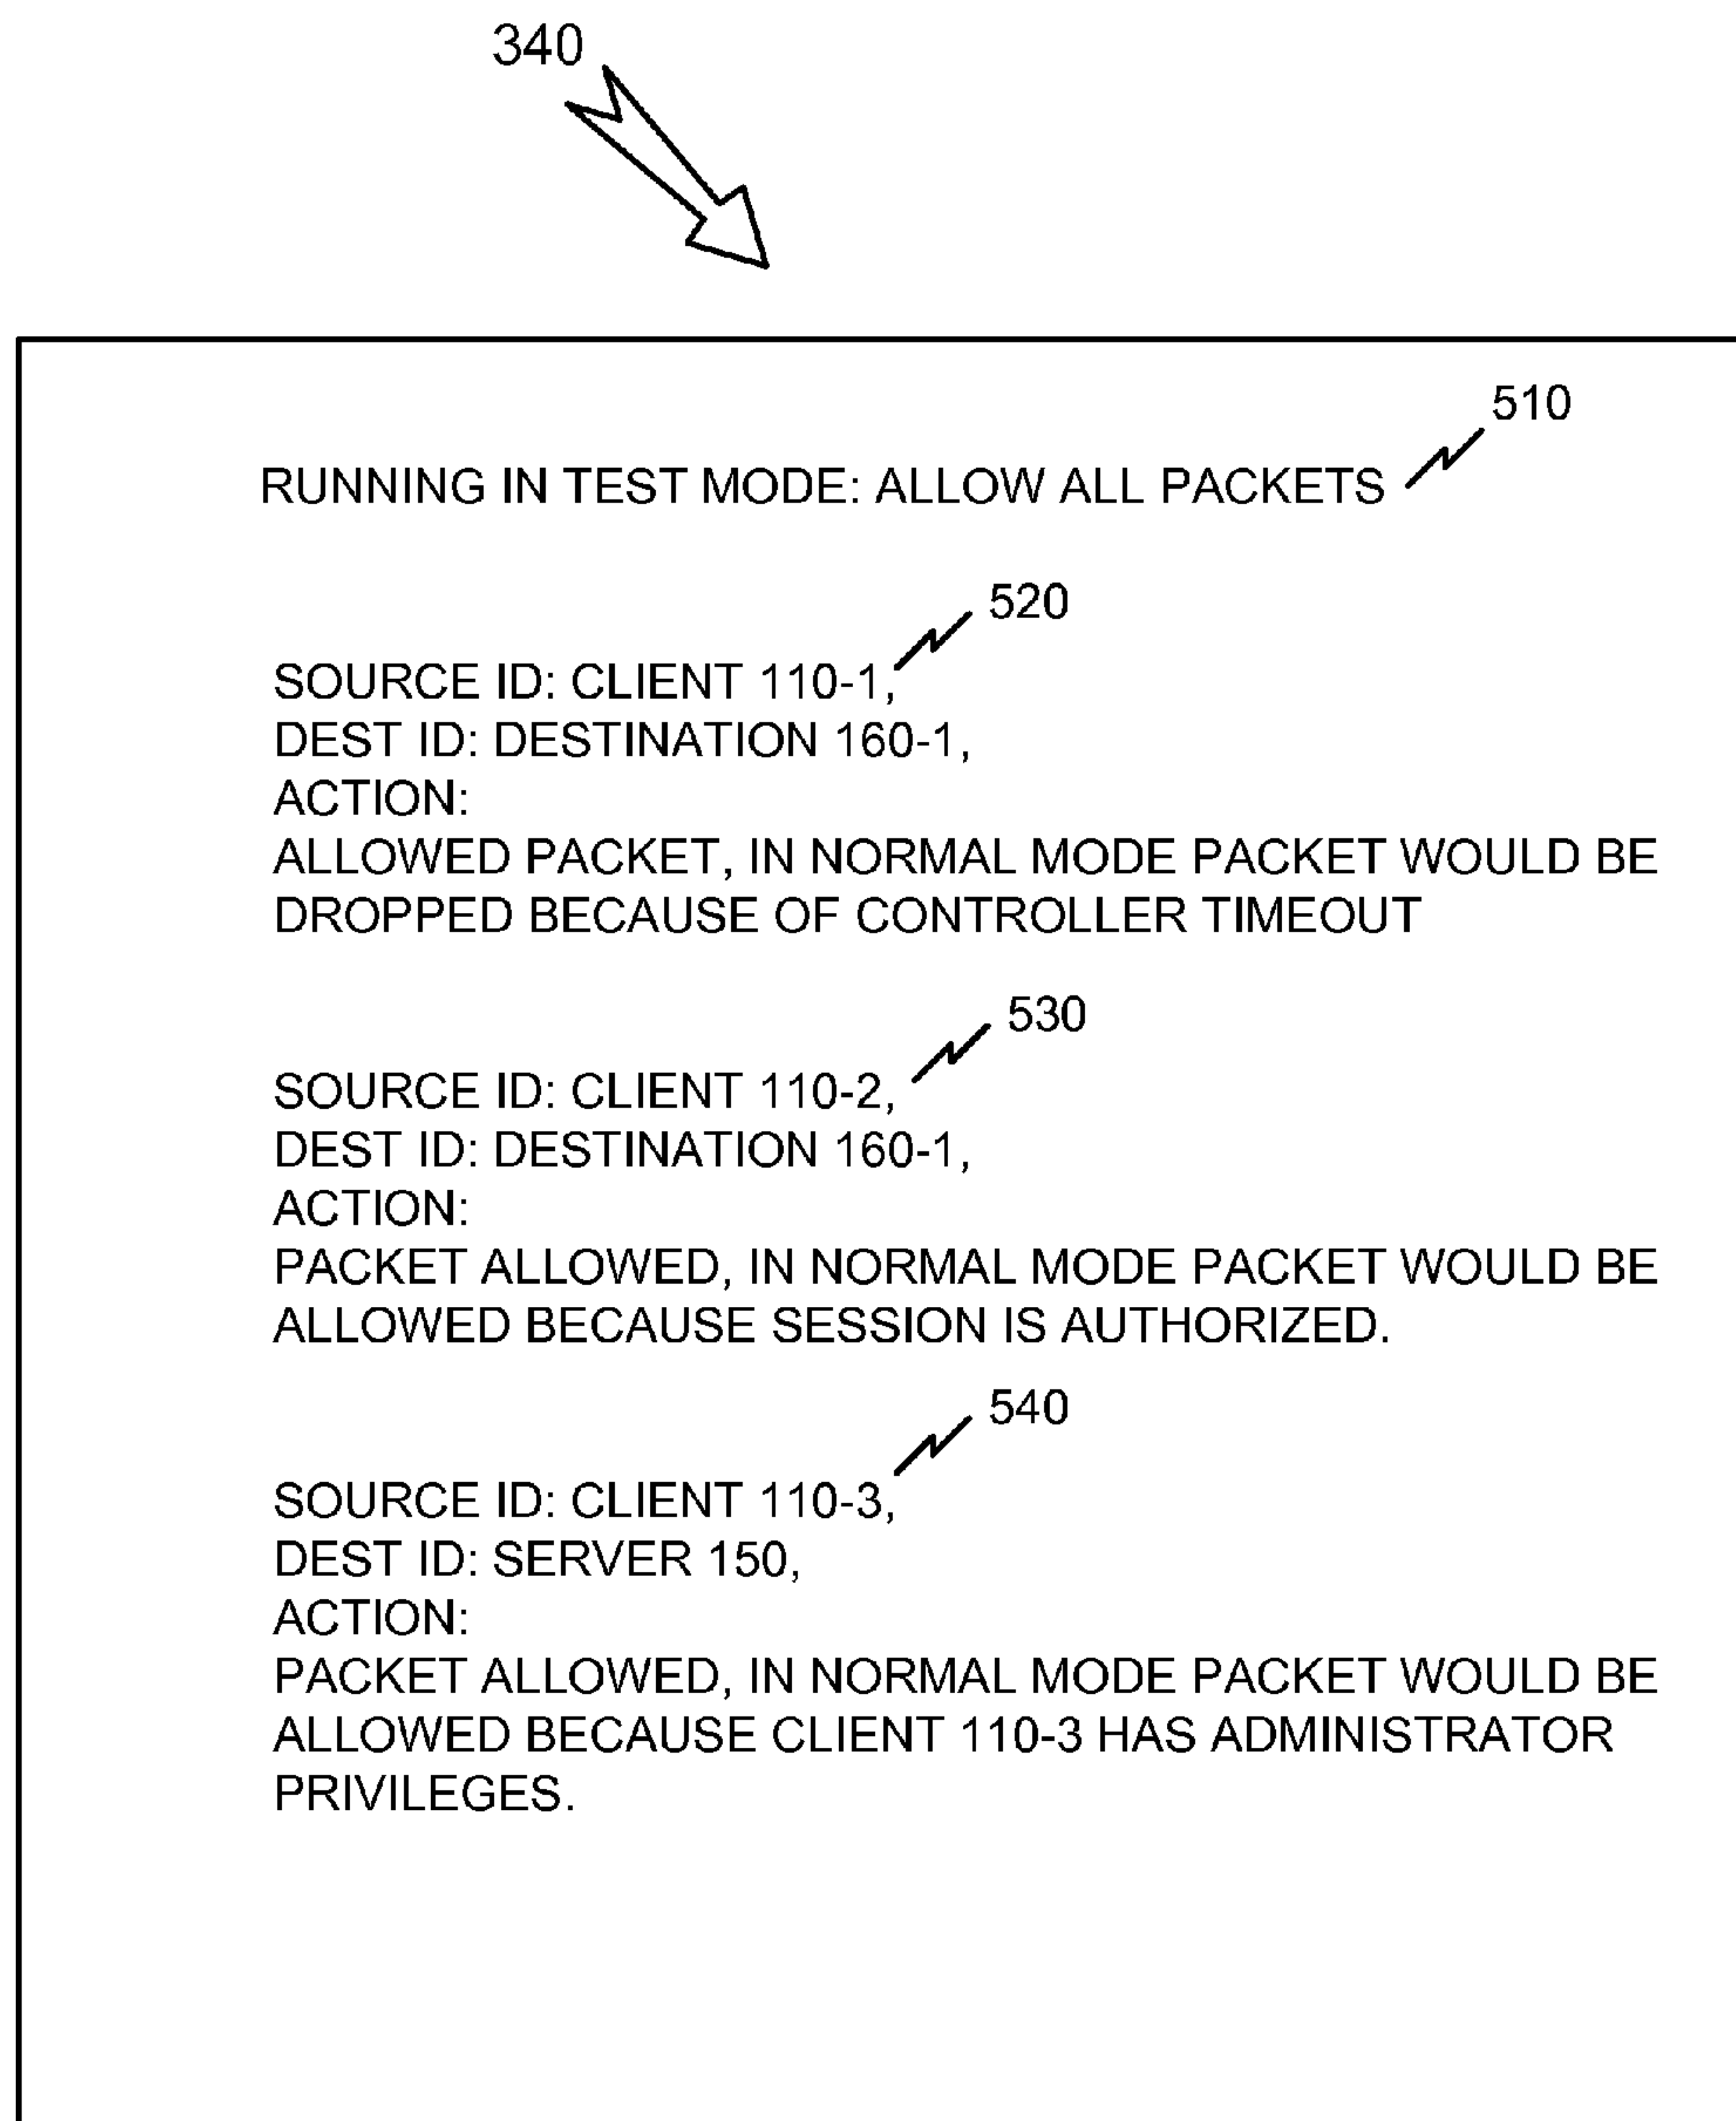 340
510
RUNNING IN TEST MODE: ALLOW ALL PACKETS
520
SOURCE ID: CLIENT 110-1,
DEST ID: DESTINATION 160-1,
ACTION:
ALLOWED PACKET, IN NORMAL MODE PACKET WOULD BE
DROPPED BECAUSE OF CONTROLLER TIMEOUT
530
SOURCE ID: CLIENT 110-2,
DEST ID: DESTINATION 160-1,
ACTION:
PACKET ALLOWED, IN NORMAL MODE PACKET WOULD BE
ALLOWED BECAUSE SESSION IS AUTHORIZED.
540
SOURCE ID: CLIENT 110-3,
DEST ID: SERVER 150,
ACTION:
PACKET ALLOWED, IN NORMAL MODE PACKET WOULD BE
ALLOWED BECAUSE CLIENT 110-3 HAS ADMINISTRATOR
PRIVILEGES.